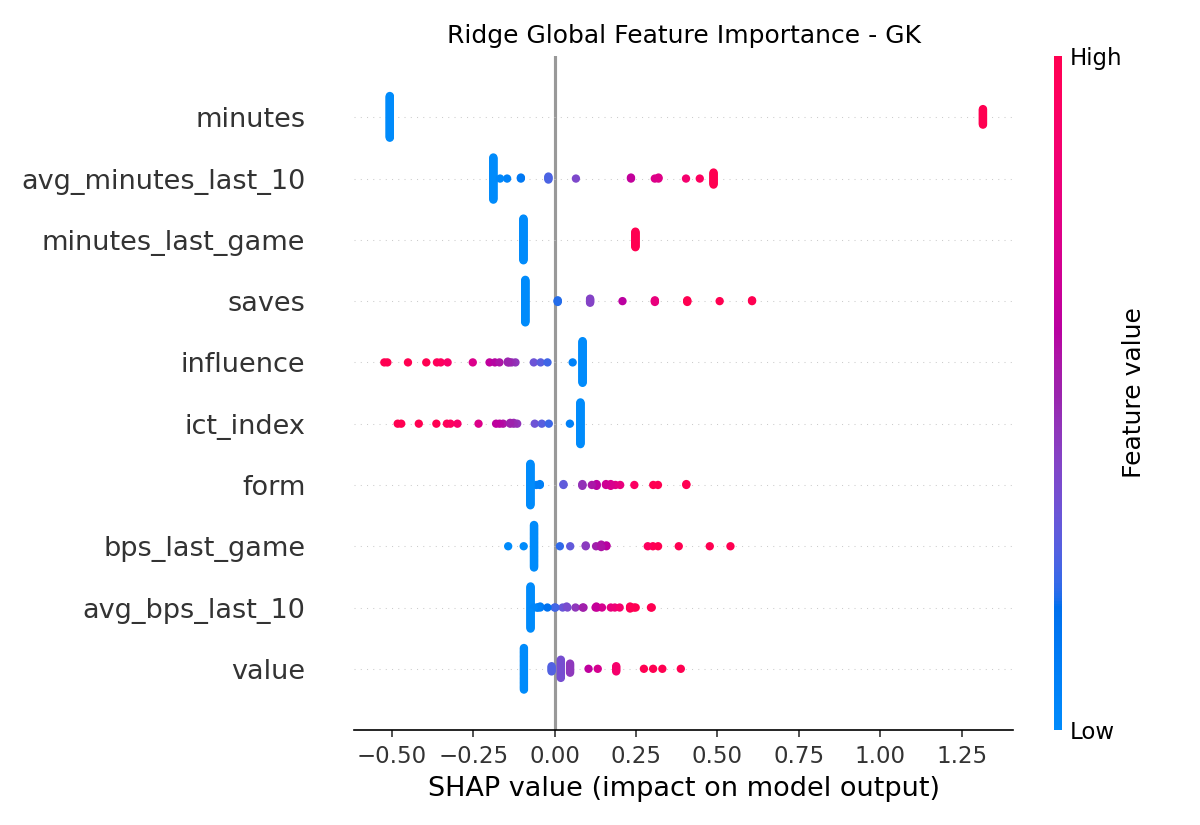 Ridge Global Feature Importance - GK
High
minutes
avg_minutes_last_10
minutes_last_game
saves
influence
ict_index
form
bps_last_game
avg_bps_last_10
value
Feature value
Low
−0.50 −0.25 0.00 0.25 0.50 0.75 1.00 1.25
SHAP value (impact on model output)